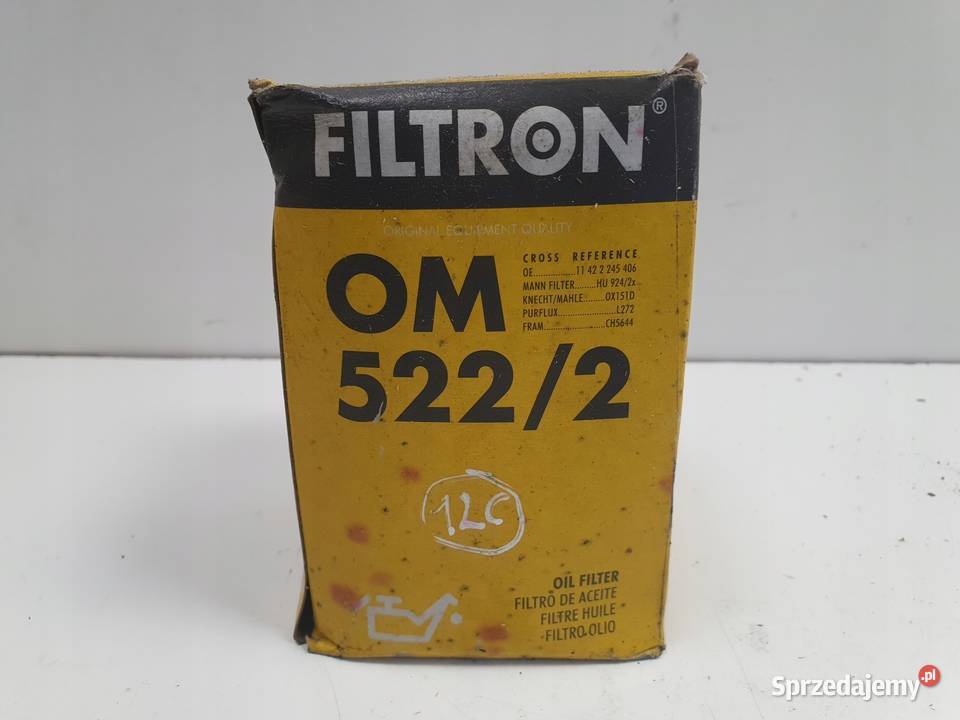 FILTRON®
ORIGINAL EQUIPMENT QUALITY
OM
522/2
CROSS REFERENCE
OE..................11 42 2 245 406
MANN FILTER.........HU 924/2x
KNECHT/MAHLE.........OX151D
PURFLUX.........................L272
FRAM..........................CH5644
12C
OIL FILTER
FILTRO DE ACEITE
FILTRE HUILE
FILTRO OLIO
Sprzedajemy.pl